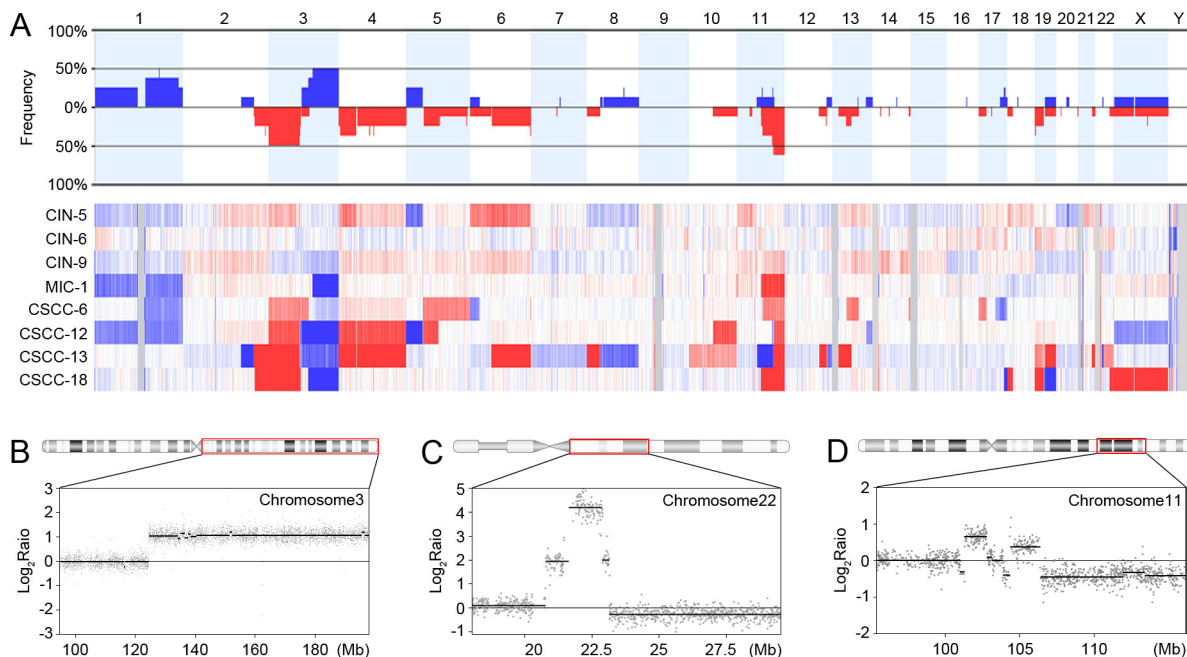 A
1 2 3 4 5 6 7 8 9 10 11 12 13 14 15 16 17 18 19 20 21 22 X Y
100%
50%
0%
50%
100%
Frequency
CIN-5
CIN-6
CIN-9
MIC-1
CSCC-6
CSCC-12
CSCC-13
CSCC-18
B
Chromosome3
3
2
1
0
-1
-2
-3
Log2Raio
100 120 140 160 180 (Mb)
C
Chromosome22
5
4
3
2
1
0
-1
Log2Raio
20 22.5 25 27.5 (Mb)
D
Chromosome11
2
1
0
-1
-2
Log2Raio
100 105 110 (Mb)